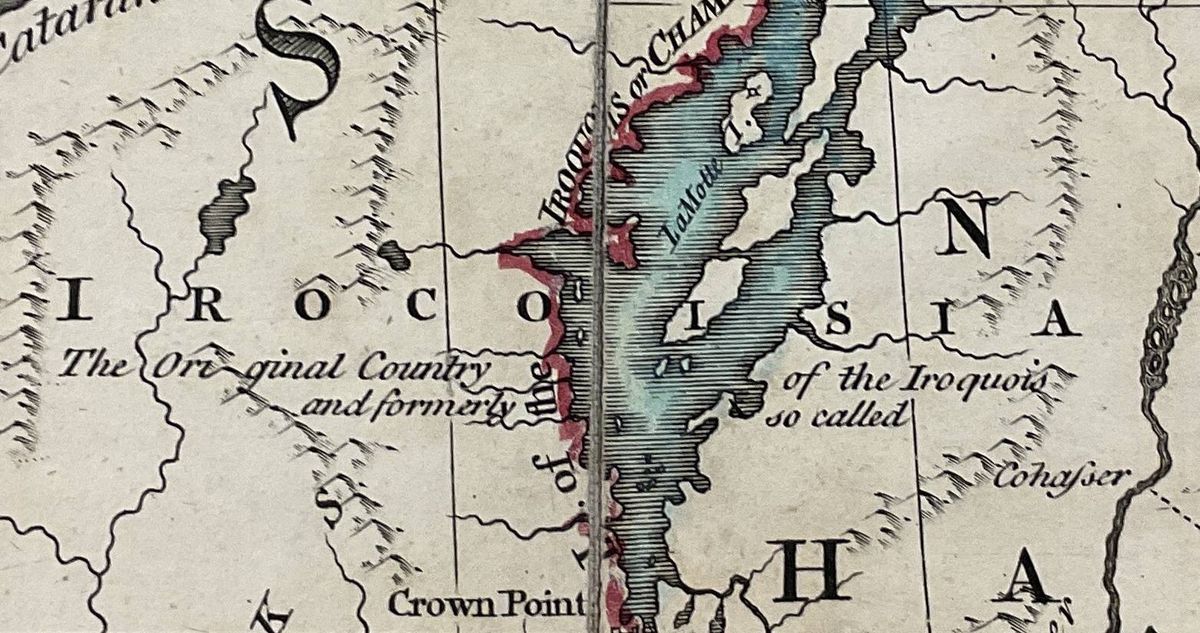 S
L. of the
IROQUOIS or CHAM
I.
LaMotte
N
IROCOISIA
The Original Country of the Iroquois
and formerly so called
Cohaſser
S
H A
K
Crown Point